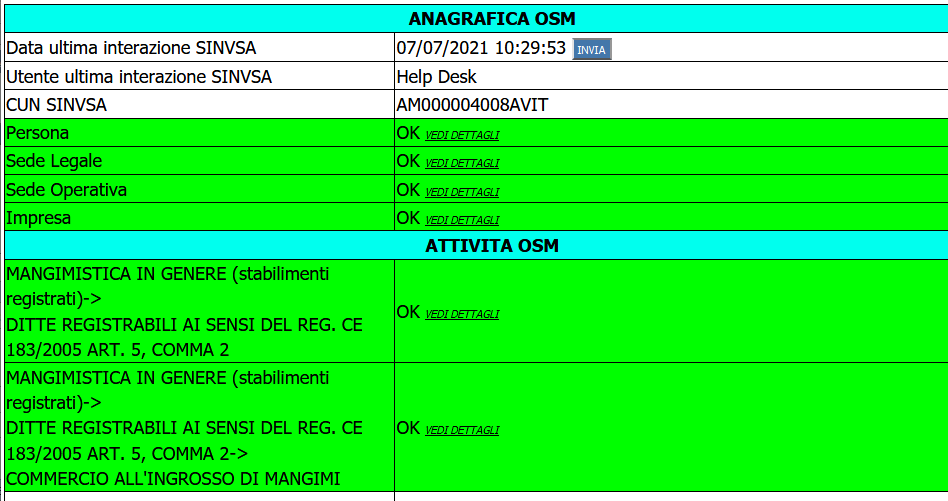 ANAGRAFICA OSM
Data ultima interazione SINVSA 07/07/2021 10:29:53 INVIA
Utente ultima interazione SINVSA Help Desk
CUN SINVSA AM000004008AVIT
Persona OK VEDI DETTAGLI
Sede Legale OK VEDI DETTAGLI
Sede Operativa OK VEDI DETTAGLI
Impresa OK VEDI DETTAGLI
ATTIVITA OSM
MANGIMISTICA IN GENERE (stabilimenti
registrati)->
DITTE REGISTRABILI AI SENSI DEL REG. CE
183/2005 ART. 5, COMMA 2
OK VEDI DETTAGLI
MANGIMISTICA IN GENERE (stabilimenti
registrati)->
DITTE REGISTRABILI AI SENSI DEL REG. CE
183/2005 ART. 5, COMMA 2->
COMMERCIO ALL'INGROSSO DI MANGIMI
OK VEDI DETTAGLI